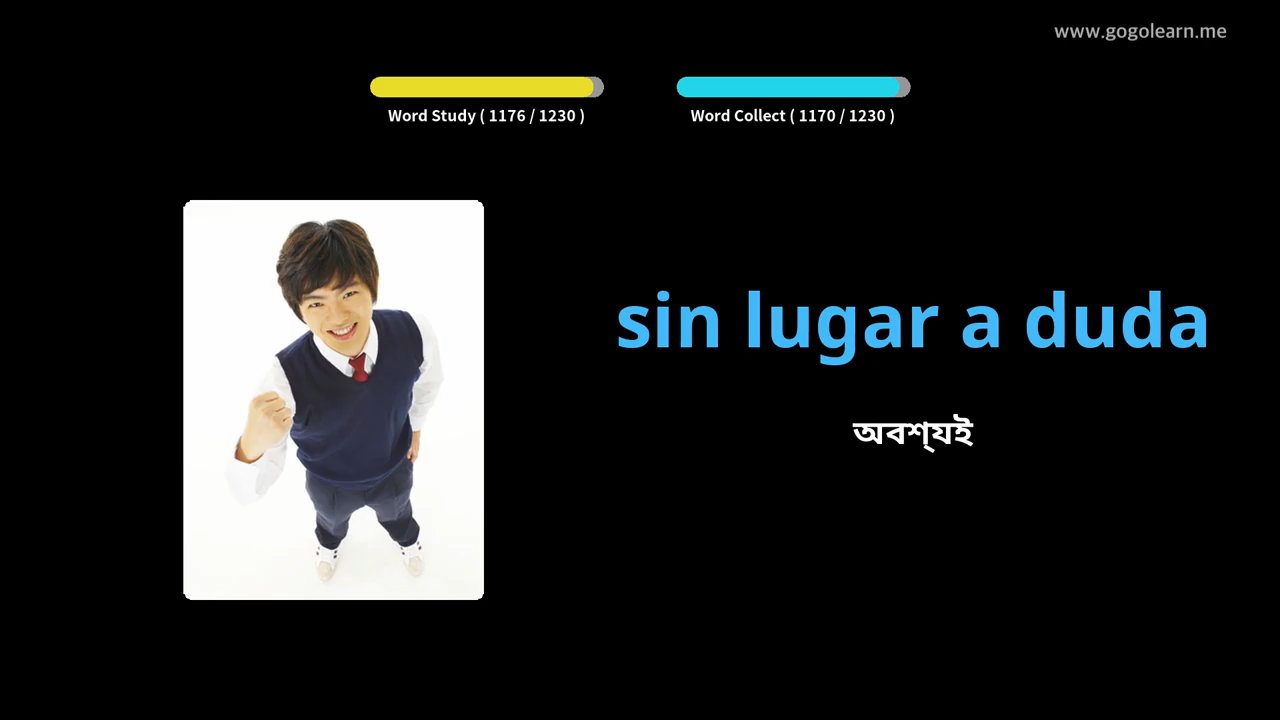 www.gogolearn.me
Word Study ( 1176 / 1230 )
Word Collect ( 1170 / 1230 )
sin lugar a duda
অবশ্যই